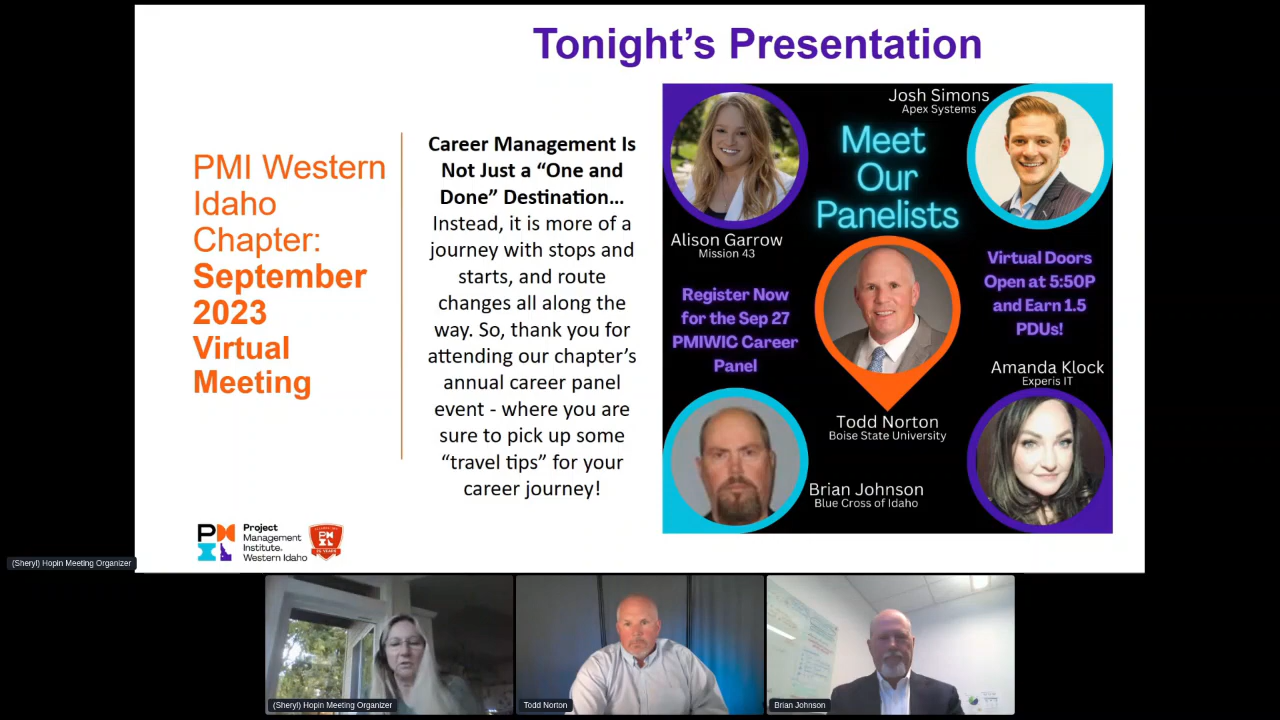 Tonight’s Presentation
PMI Western
Idaho
Chapter:
September
2023
Virtual
Meeting
Career Management Is
Not Just a “One and
Done” Destination…
Instead, it is more of a
journey with stops and
starts, and route
changes all along the
way. So, thank you for
attending our chapter’s
annual career panel
event - where you are
sure to pick up some
“travel tips” for your
career journey!
Josh Simons
Apex Systems
Meet
Our
Panelists
Alison Garrow
Mission 43
Virtual Doors
Open at 5:50P
and Earn 1.5
PDUs!
Register Now
for the Sep 27
PMIWIC Career
Panel
Amanda Klock
Experis IT
Todd Norton
Boise State University
Brian Johnson
Blue Cross of Idaho
Project
Management
Institute.
Western Idaho
(Sheryl) Hopin Meeting Organizer
(Sheryl) Hopin Meeting Organizer
Todd Norton
Brian Johnson